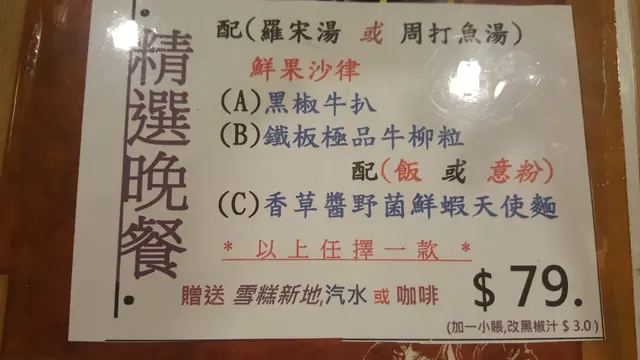 精選晚餐
配(羅宋湯 或 周打魚湯)
鮮果沙律
(A)黑椒牛扒
(B)鐵板極品牛柳粒
配(飯 或 意粉)
(C)香草醬野菌鮮蝦天使麵
* 以上任擇一款 *
贈送 雪糕新地,汽水 或 咖啡 $79.
(加一小賬,改黑椒汁$3.0)